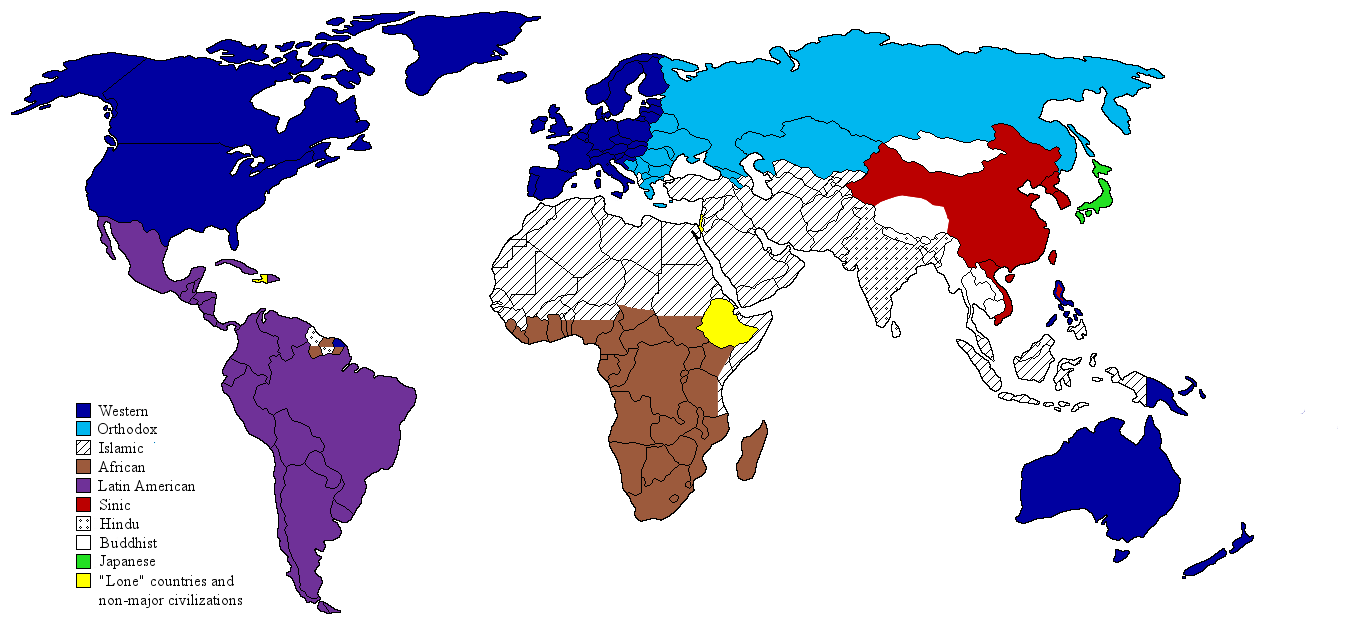 Western
Orthodox
Islamic
African
Latin American
Sinic
Hindu
Buddhist
Japanese
"Lone" countries and
non-major civilizations